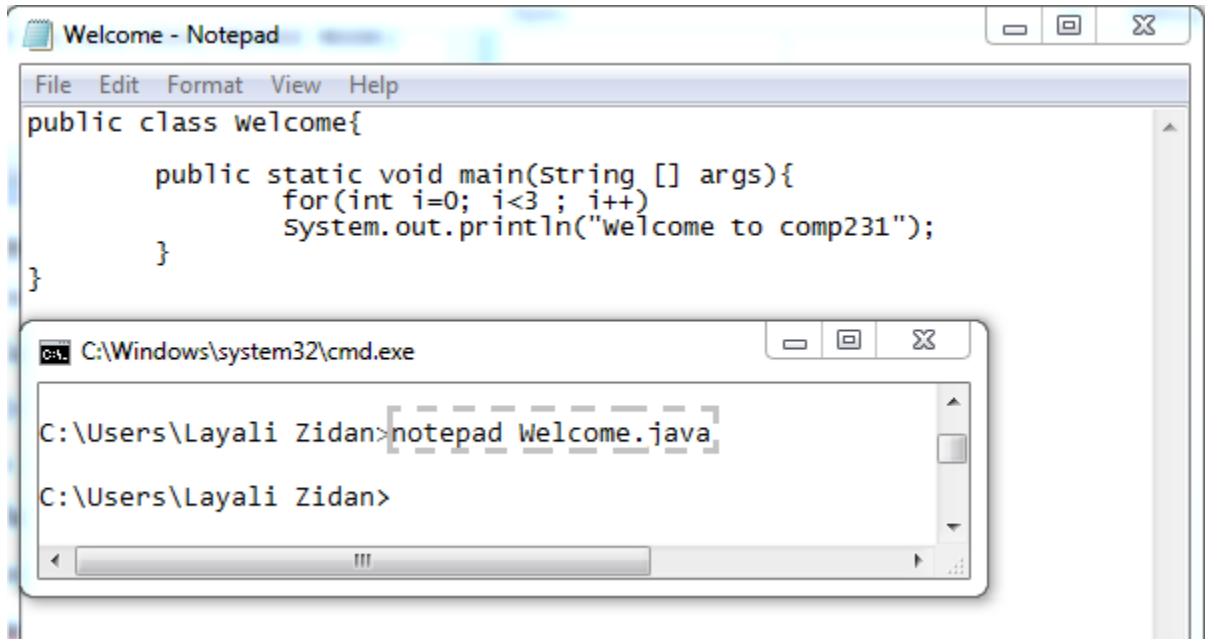 Welcome - Notepad
File Edit Format View Help
public class Welcome{
public static void main(String [] args){
for(int i=0; i<3 ; i++)
System.out.println("Welcome to comp231");
}
}
C:\Windows\system32\cmd.exe
C:\Users\Layali Zidan>notepad Welcome.java
C:\Users\Layali Zidan>